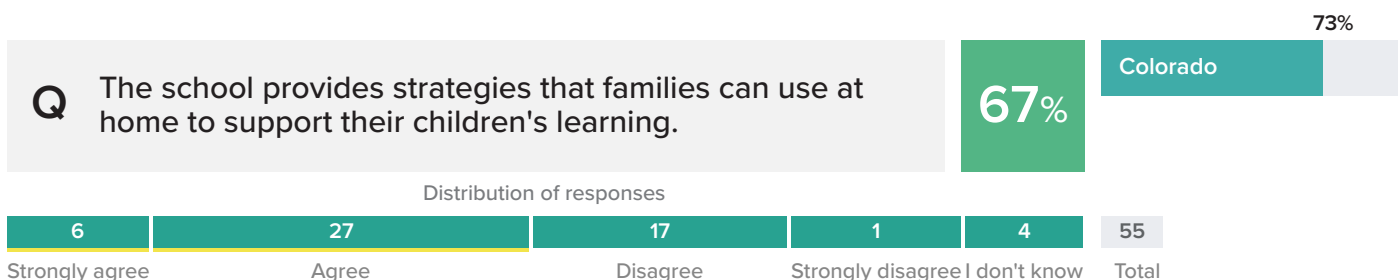 73%
Q
The school provides strategies that families can use at
home to support their children's learning.
67%
Colorado
Distribution of responses
6 27 17 1 4 55
Strongly agree Agree Disagree Strongly disagree I don't know Total